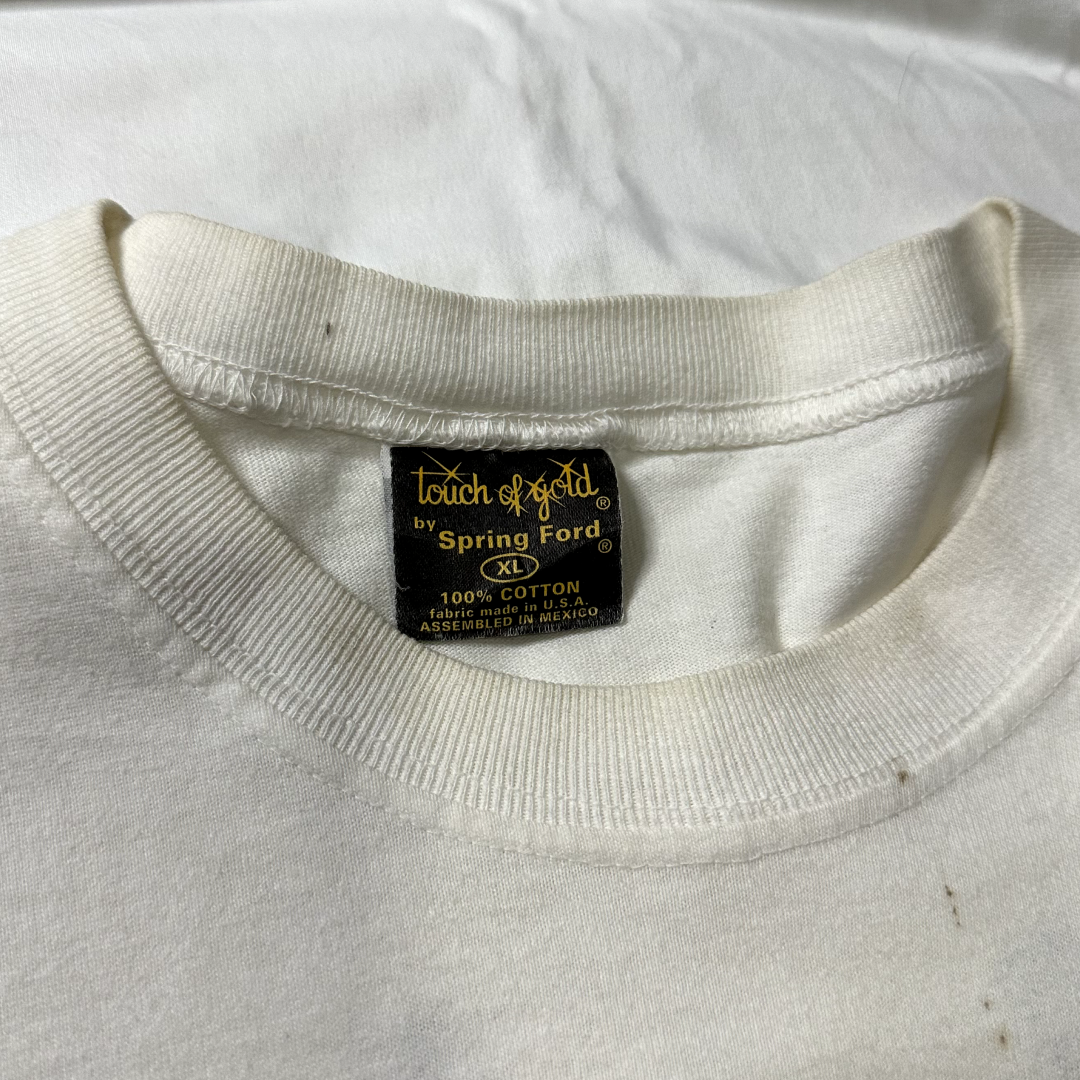 touch of gold ®
by
Spring Ford ®
XL
100% COTTON
fabric made in U.S.A.
ASSEMBLED IN MEXICO